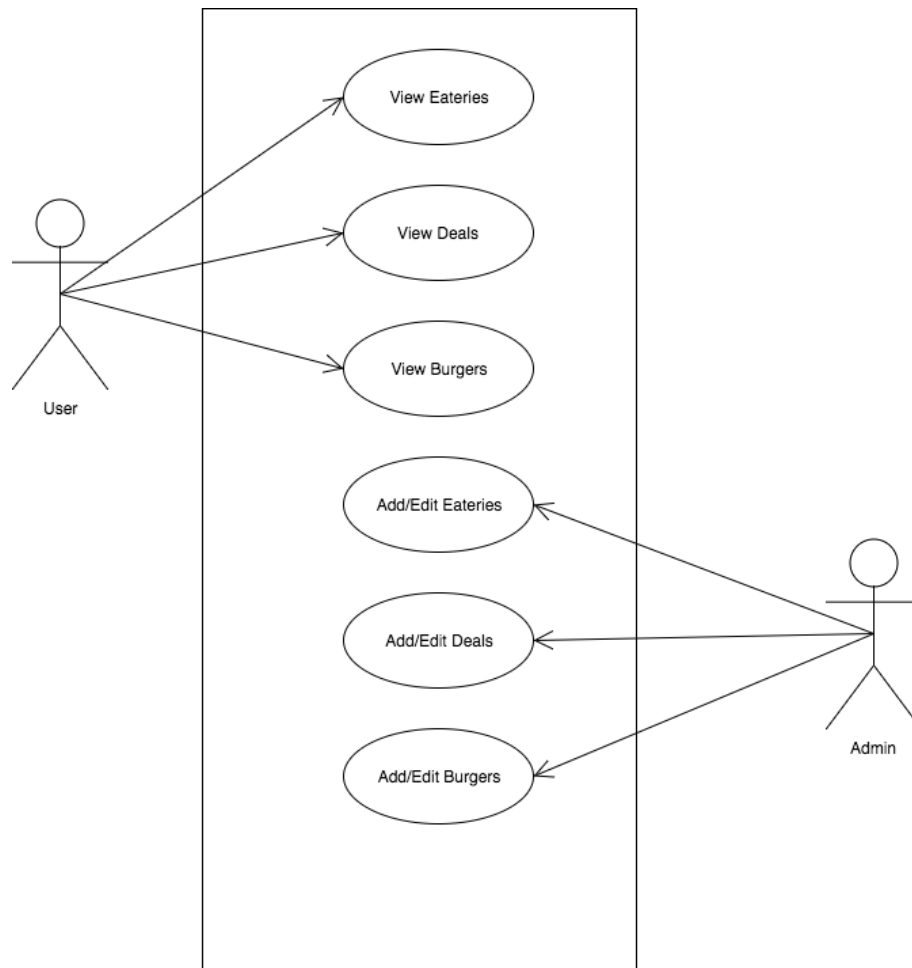 View Eateries
View Deals
View Burgers
User
Add/Edit Eateries
Add/Edit Deals
Add/Edit Burgers
Admin